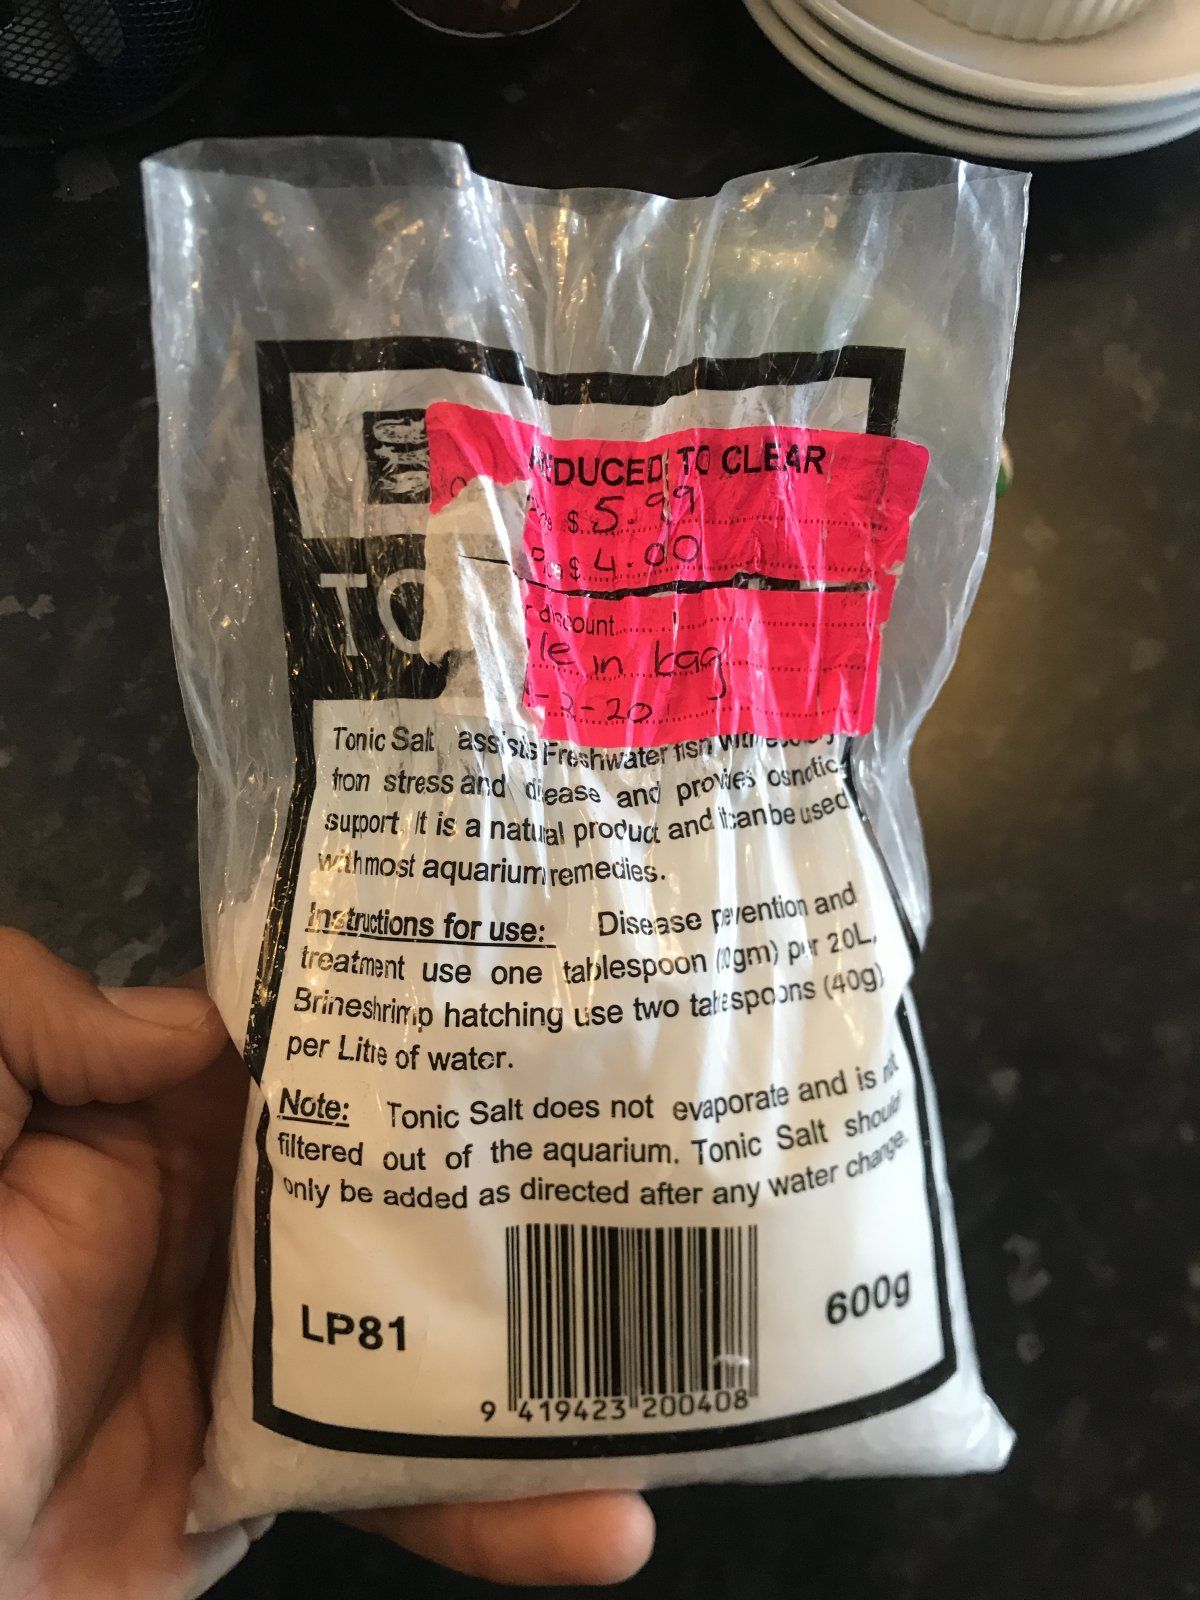 REDUCED TO CLEAR
$ 5.99
$ 4.00
discount
in bag
-2-20
TO
Tonic Salt assists Freshwater fish
from stress and disease and provides osmotic
support. It is a natural product and it can be used
with most aquarium remedies.
Instructions for use: Disease prevention and
treatment use one tablespoon per 20L,
Brineshrimp hatching use two tablespoons (40g)
per Litre of water.
Note: Tonic Salt does not evaporate and is not
filtered out of the aquarium. Tonic Salt should
only be added as directed after any water change.
LP81
600g
9 419423 200408